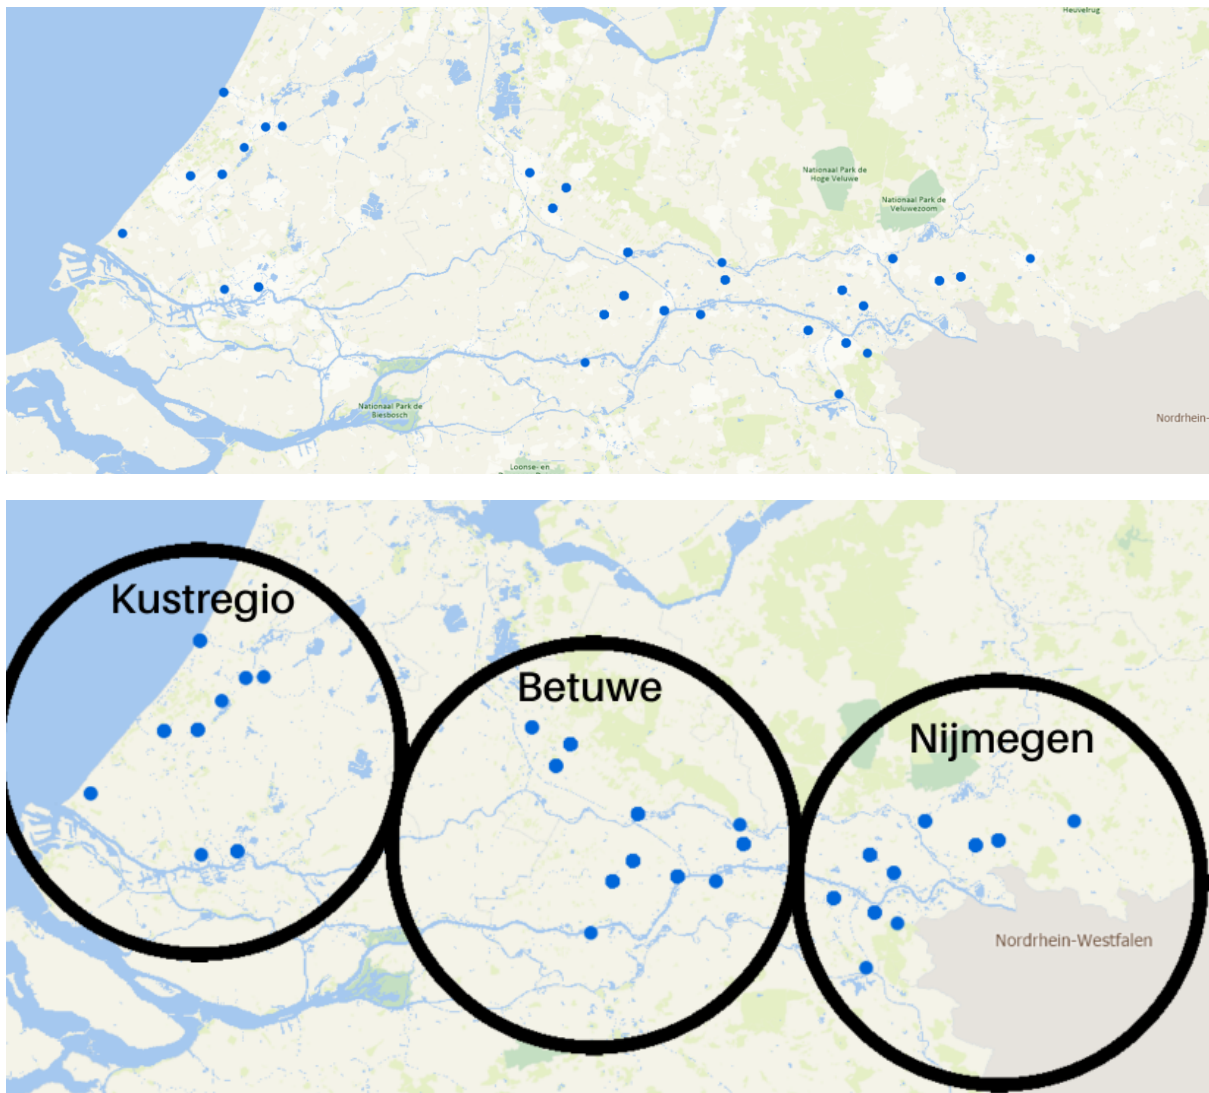 Heuvelrug
Nationaal Park de
Hoge Veluwe
Nationaal Park de
Veluwezoom
Nationaal Park de
Biesbosch
Nordrhein-
Loonse- en
Kustregio
Betuwe
Nijmegen
Nordrhein-Westfalen